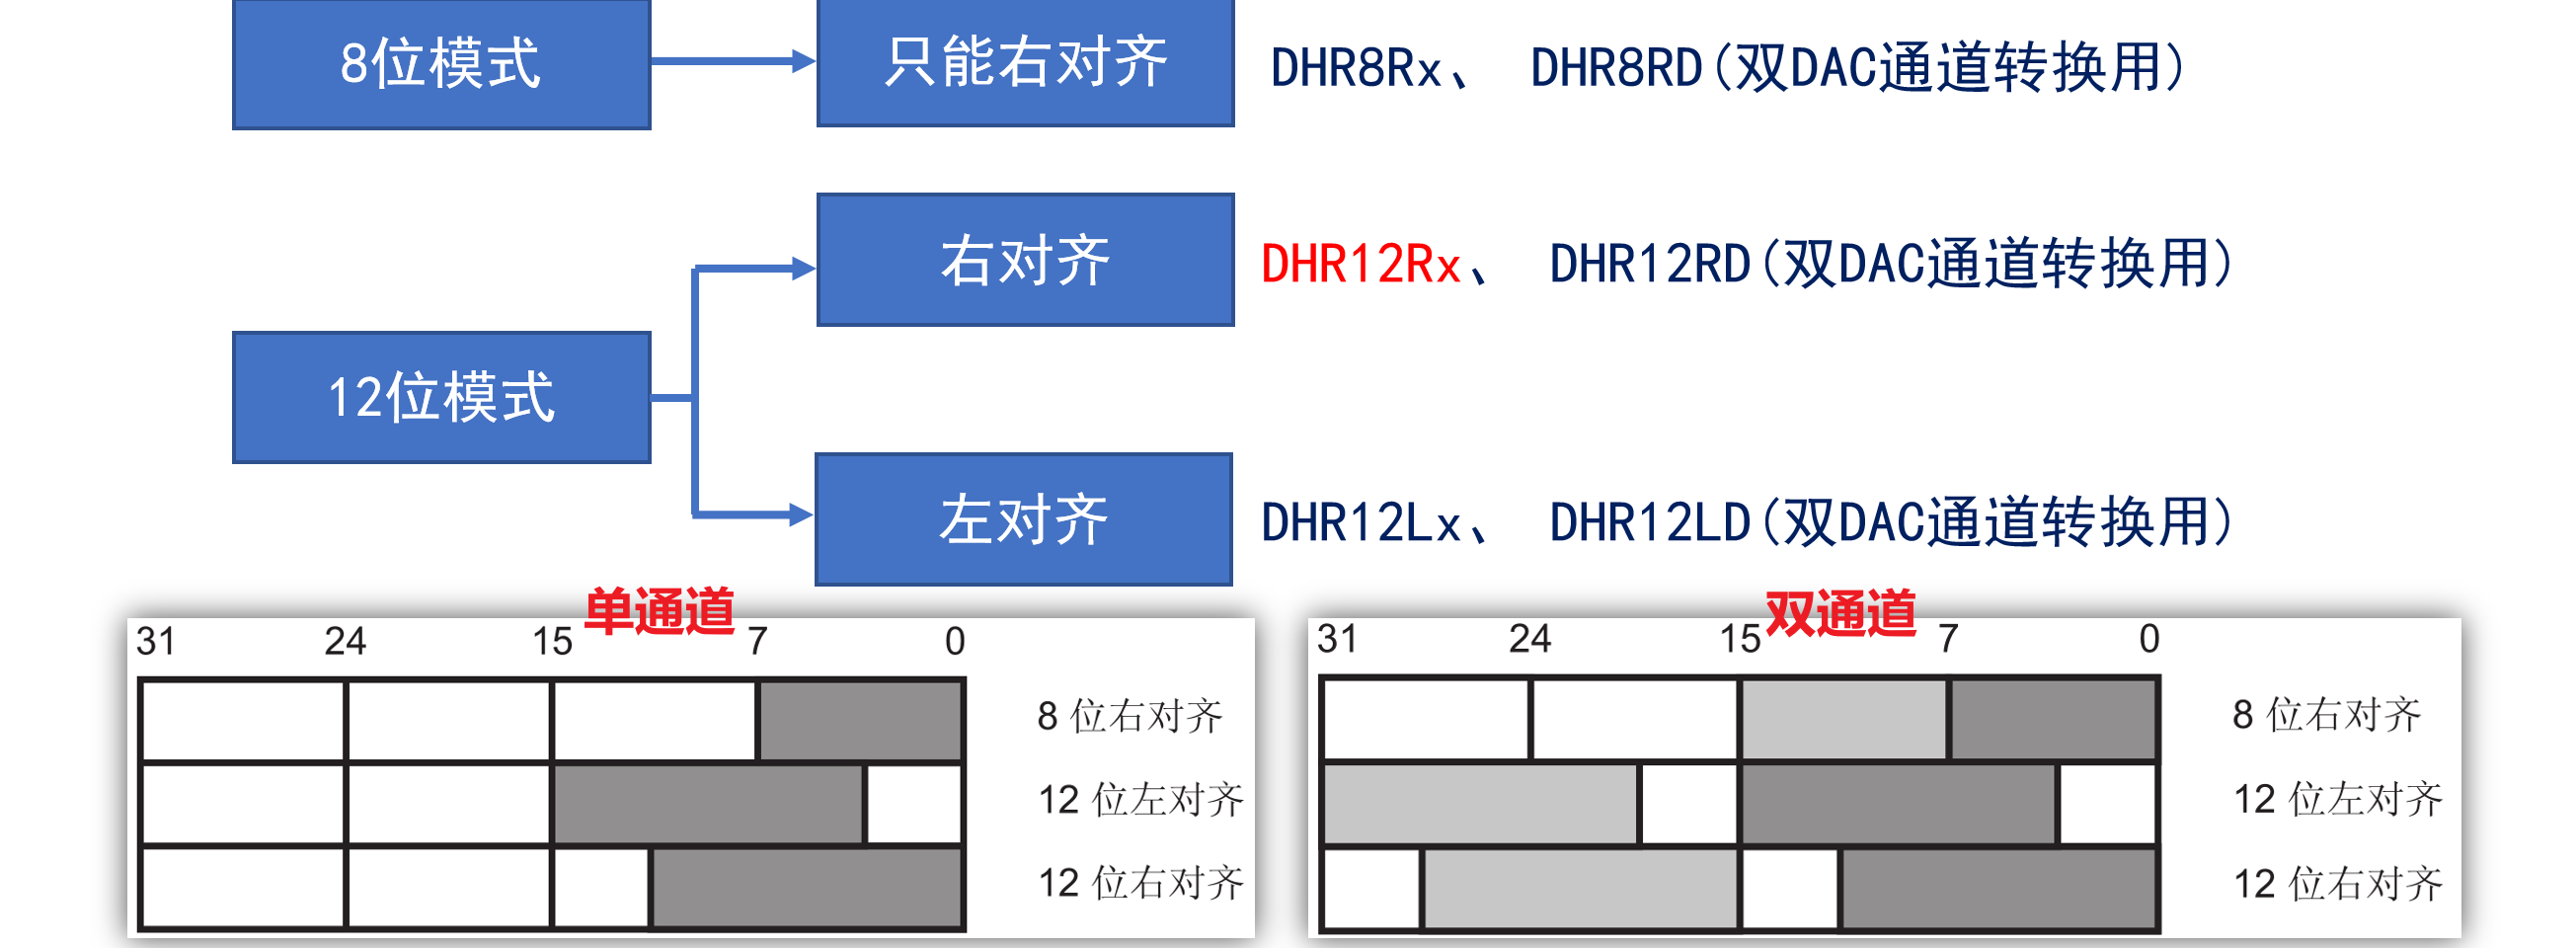 8位模式
只能右对齐
DHR8Rx、 DHR8RD(双DAC通道转换用)
右对齐
DHR12Rx、 DHR12RD(双DAC通道转换用)
12位模式
左对齐
DHR12Lx、 DHR12LD(双DAC通道转换用)
单通道
31 24 15 7 0
8 位右对齐
12 位左对齐
12 位右对齐
双通道
31 24 15 7 0
8 位右对齐
12 位左对齐
12 位右对齐